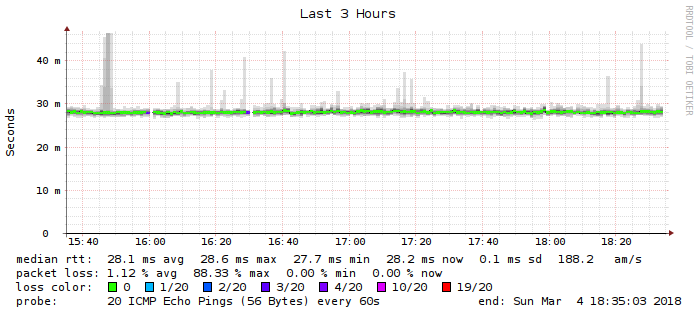 Last 3 Hours
RRDTOOL / TOBI OETIKER
Seconds
40 m
30 m
20 m
10 m
0
15:40 16:00 16:20 16:40 17:00 17:20 17:40 18:00 18:20
median rtt: 28.1 ms avg 28.6 ms max 27.7 ms min 28.2 ms now 0.1 ms sd 188.2 am/s
packet loss: 1.12 % avg 88.33 % max 0.00 % min 0.00 % now
loss color: 0 1/20 2/20 3/20 4/20 10/20 19/20
probe: 20 ICMP Echo Pings (56 Bytes) every 60s end: Sun Mar 4 18:35:03 2018